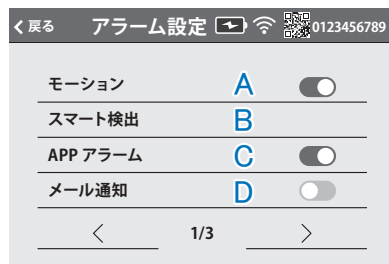 戻る アラーム設定 0123456789
モーション A
スマート検出 B
APP アラーム C
メール通知 D
1/3